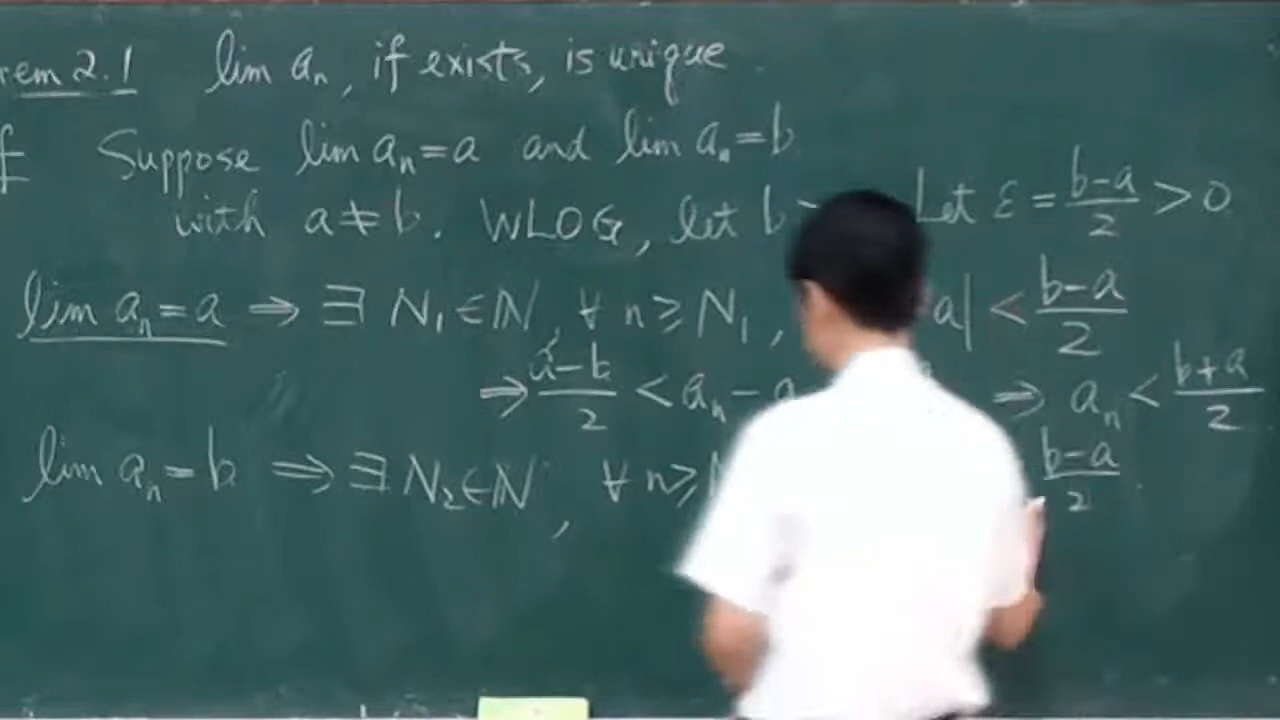 rem 2.1 lim aₙ, if exists, is unique.
f Suppose lim aₙ = a and lim aₙ = b
with a ≠ b. WLOG, let b Let ε = (b-a)/2 > 0
lim aₙ = a ⇒ ∃ N₁ ∈ ℕ, ∀ n ≥ N₁, a| < (b-a)/2
⇒ (a-b)/2 < aₙ - a ⇒ aₙ < (b+a)/2
lim aₙ = b ⇒ ∃ N₂ ∈ ℕ, ∀ n ≥ (b-a)/2